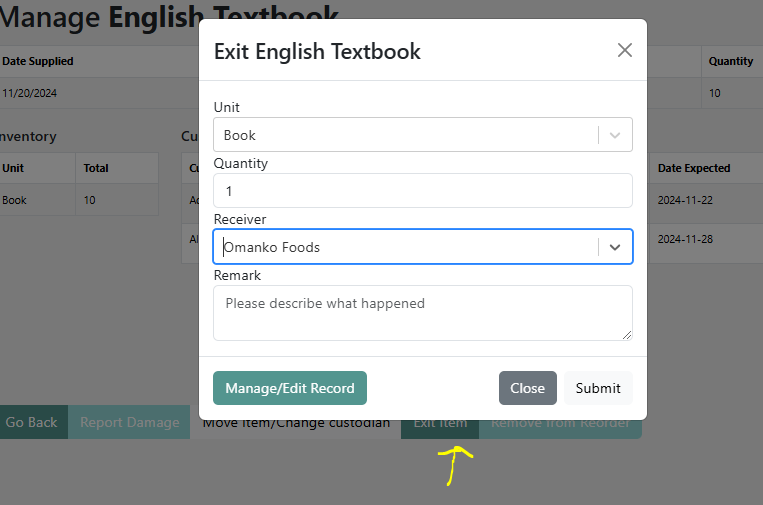 Manage English Textbook
Exit English Textbook
Date Supplied
Quantity
11/20/2024
10
Unit
Book
Quantity
1
Receiver
Omanko Foods
Remark
Please describe what happened
Manage/Edit Record
Close
Submit
nventory
Unit
Total
Book
10
Date Expected
2024-11-22
2024-11-28
Go Back
Report Damage
Move Item/Change custodian
Exit Item
Remove from Reorder